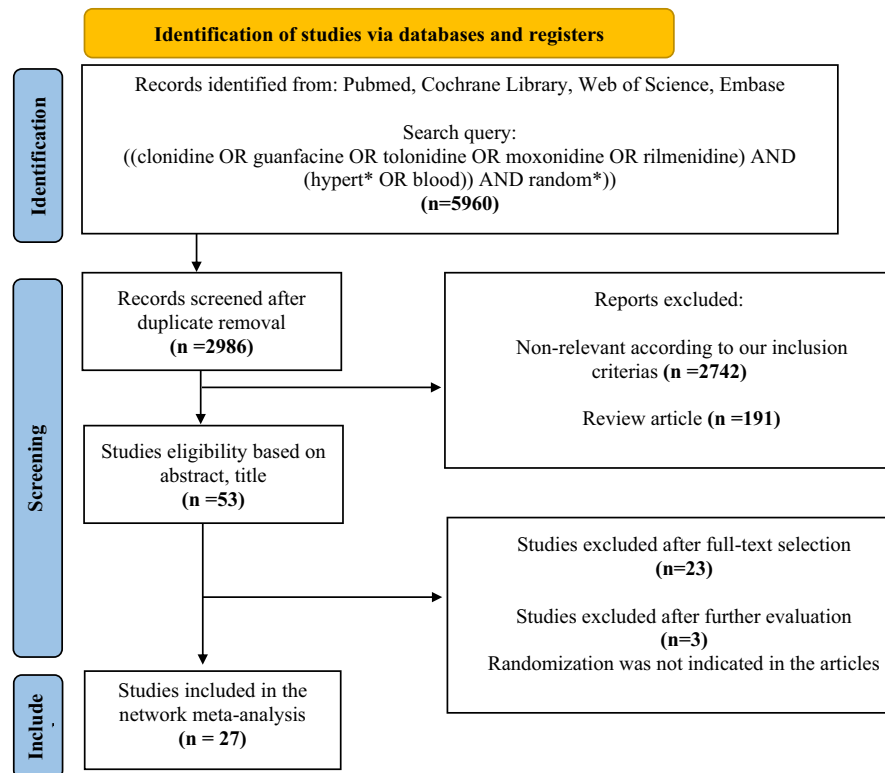 Identification of studies via databases and registers
Identification
Records identified from: Pubmed, Cochrane Library, Web of Science, Embase
Search query:
((clonidine OR guanfacine OR tolonidine OR moxonidine OR rilmenidine) AND
(hypert* OR blood)) AND random*))
(n=5960)
Screening
Records screened after
duplicate removal
(n =2986)
Reports excluded:
Non-relevant according to our inclusion
criterias (n =2742)
Review article (n =191)
Studies eligibility based on
abstract, title
(n =53)
Studies excluded after full-text selection
(n=23)
Studies excluded after further evaluation
(n=3)
Randomization was not indicated in the articles
Include
Studies included in the
network meta-analysis
(n = 27)